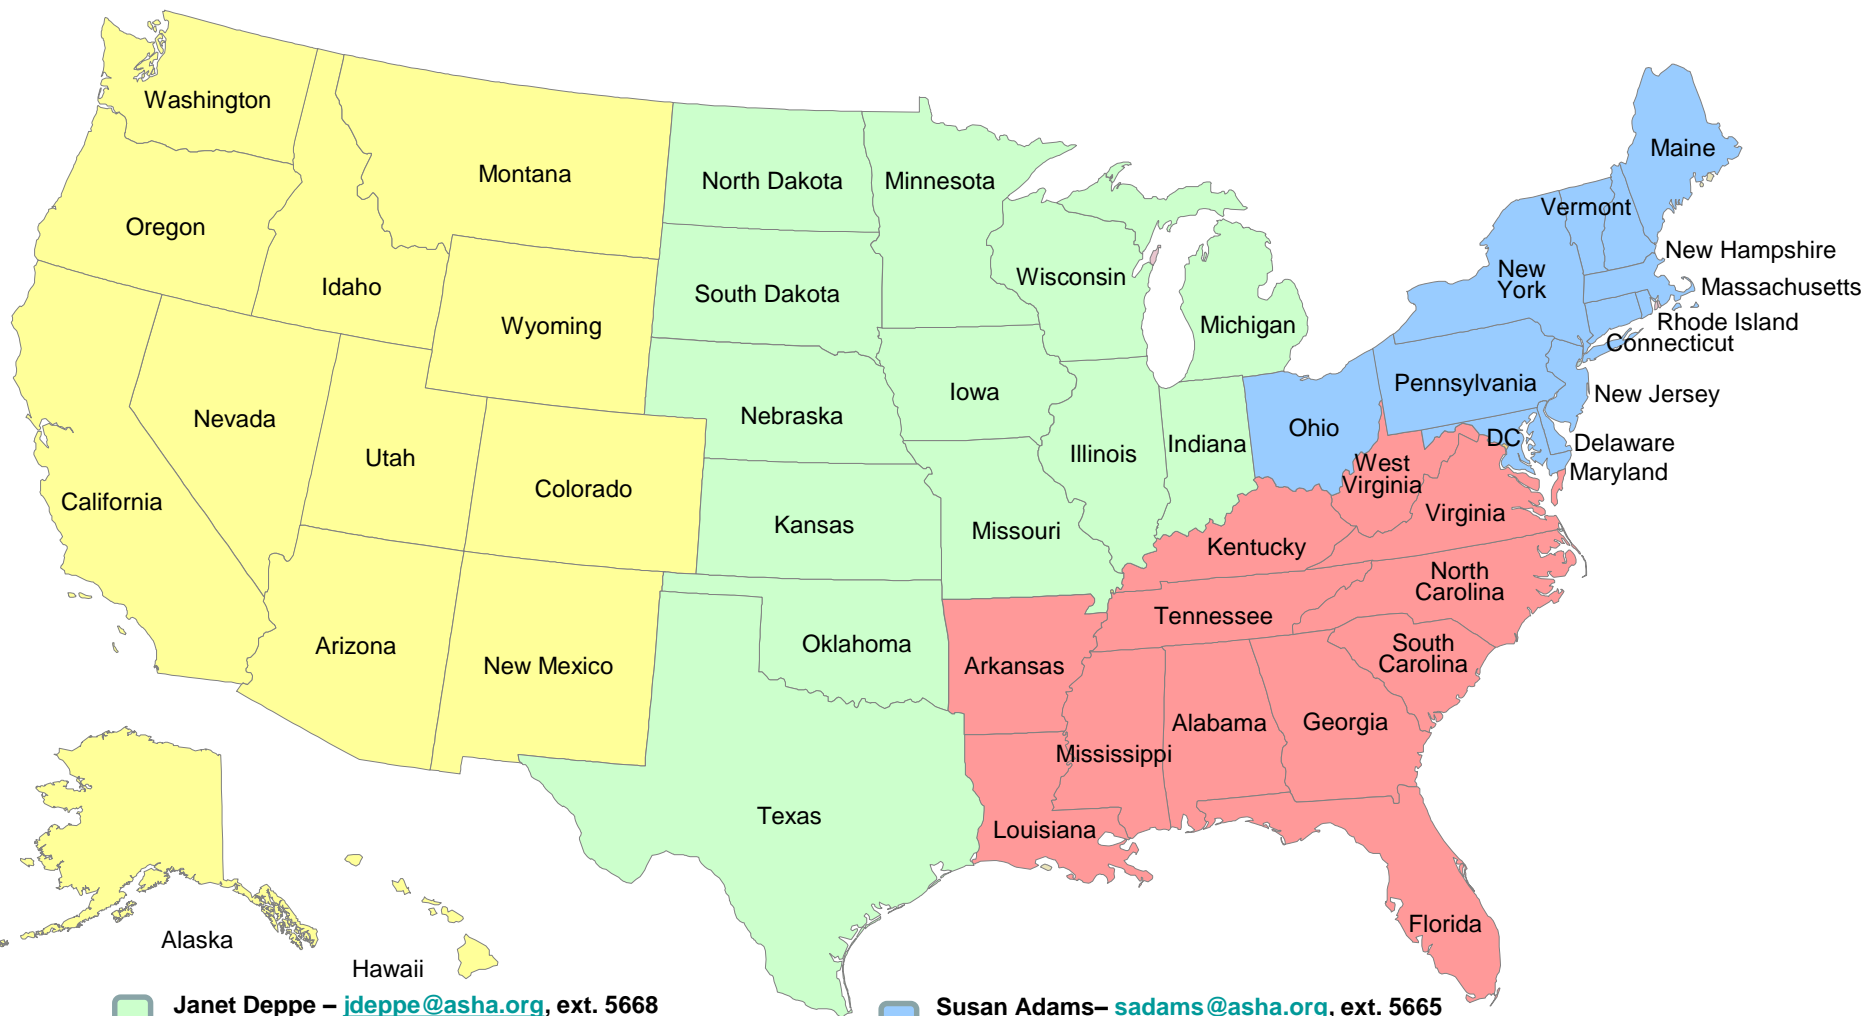 Washington
Montana
North Dakota
Minnesota
Maine
Oregon
Idaho
Wyoming
South Dakota
Wisconsin
Michigan
Vermont
New Hampshire
New
York
Massachusetts
Rhode Island
Connecticut
Nevada
Utah
Colorado
California
Nebraska
Iowa
Illinois
Indiana
Ohio
Pennsylvania
New Jersey
DC
Delaware
Maryland
West
Virginia
Virginia
Kansas
Missouri
Kentucky
North
Carolina
Tennessee
South
Carolina
Arizona
New Mexico
Oklahoma
Arkansas
Texas
Louisiana
Mississippi
Alabama
Georgia
Florida
Alaska
Hawaii
Janet Deppe – jdeppe@asha.org, ext. 5668
Susan Adams– sadams@asha.org, ext. 5665